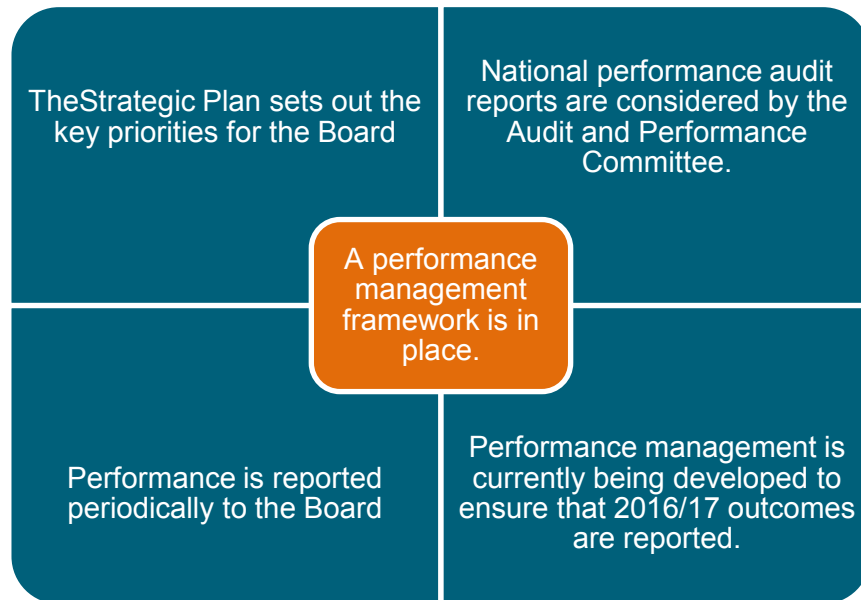 TheStrategic Plan sets out the
key priorities for the Board
National performance audit
reports are considered by the
Audit and Performance
Committee.
A performance
management
framework is in
place.
Performance is reported
periodically to the Board
Performance management is
currently being developed to
ensure that 2016/17 outcomes
are reported.